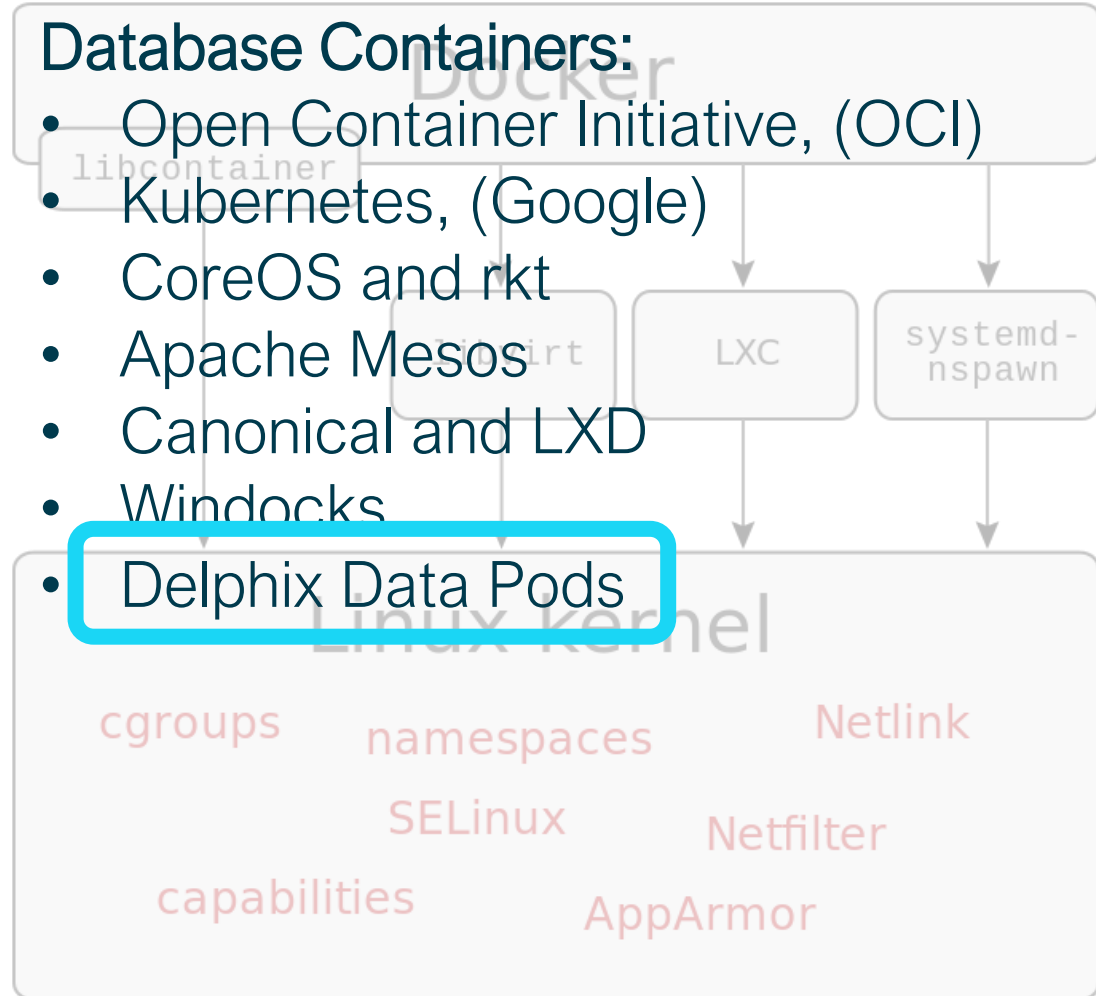 Database Containers:
Docker
• Open Container Initiative, (OCI)
libcontainer
• Kubernetes, (Google)
• CoreOS and rkt
• Apache Mesos
libvirt
LXC
systemd-
nspawn
• Canonical and LXD
• Windocks
• Delphix Data Pods
Linux kernel
cgroups
namespaces
Netlink
SELinux
Netfilter
capabilities
AppArmor